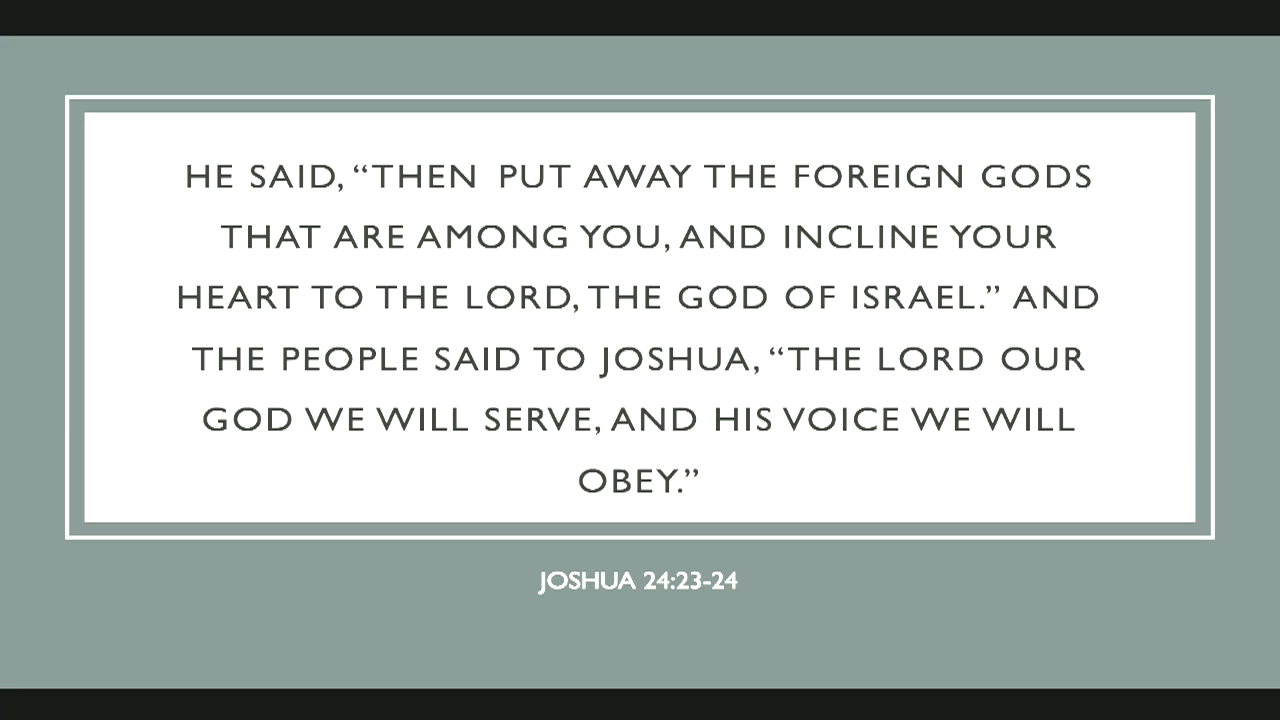 HE SAID, “THEN PUT AWAY THE FOREIGN GODS
THAT ARE AMONG YOU, AND INCLINE YOUR
HEART TO THE LORD, THE GOD OF ISRAEL.” AND
THE PEOPLE SAID TO JOSHUA, “THE LORD OUR
GOD WE WILL SERVE, AND HIS VOICE WE WILL
OBEY.”
JOSHUA 24:23-24